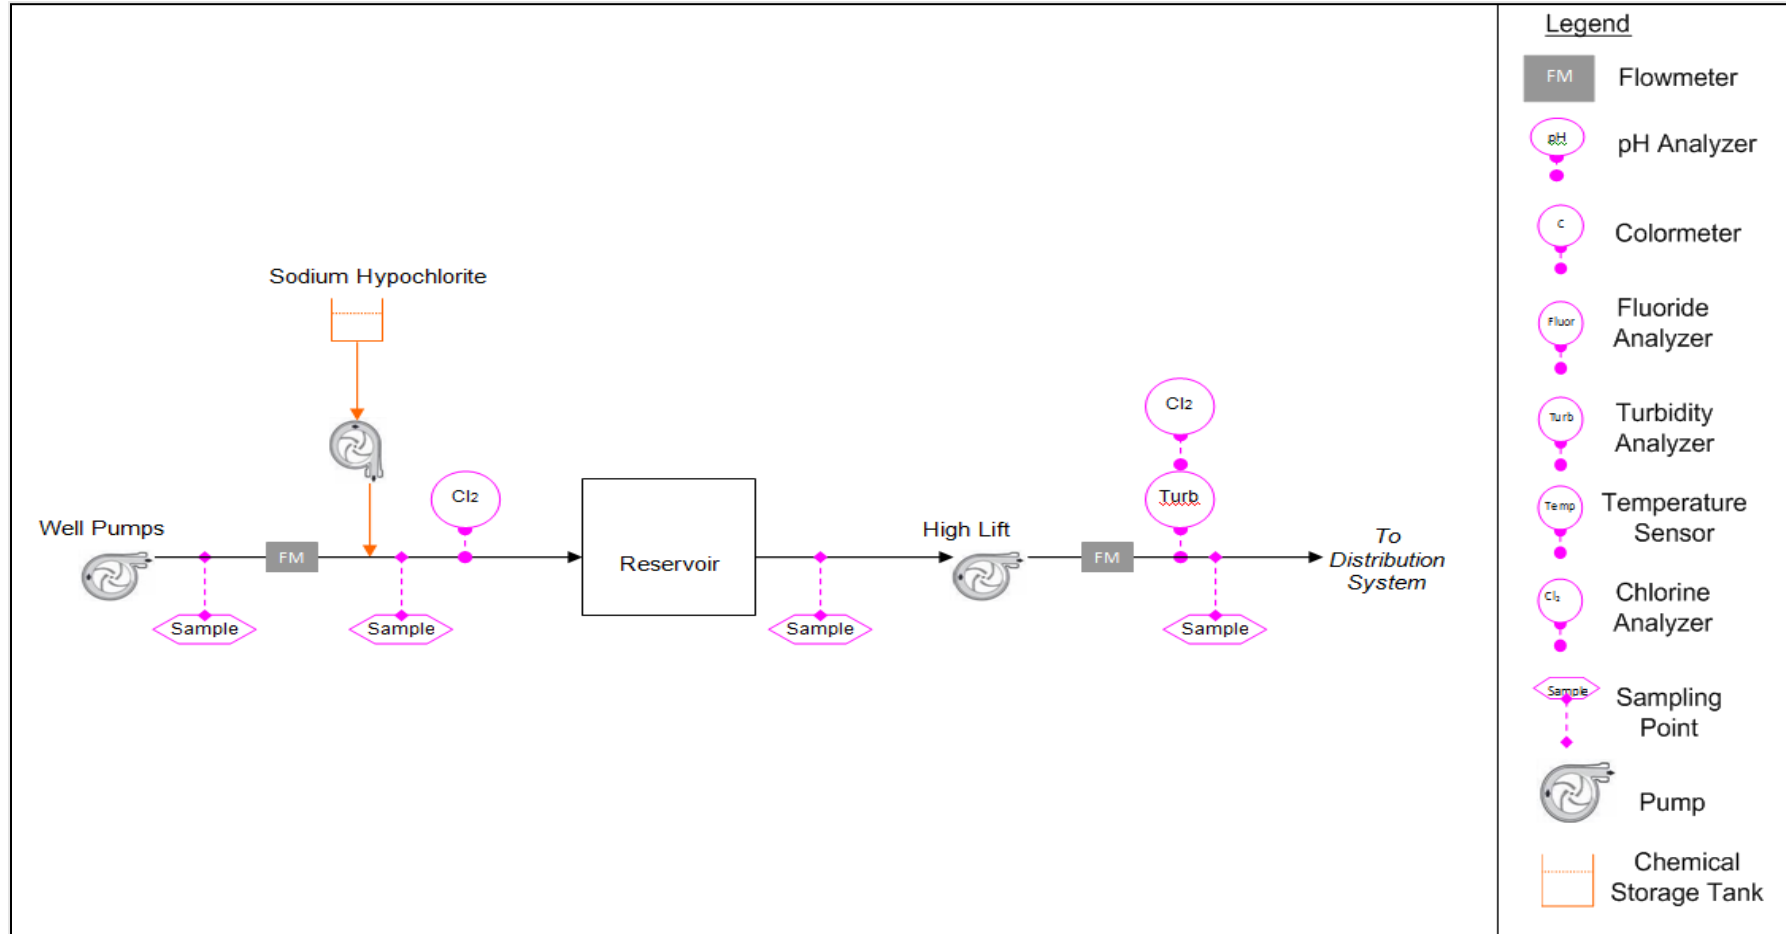 Sodium Hypochlorite
Cl2
Cl2
Turb
Well Pumps
FM
Reservoir
High Lift
FM
To
Distribution
System
Sample
Sample
Sample
Sample
Legend
FM
Flowmeter
pH
pH Analyzer
C
Colormeter
Fluor
Fluoride
Analyzer
Turb
Turbidity
Analyzer
Temp
Temperature
Sensor
Cl₂
Chlorine
Analyzer
Sample
Sampling
Point
Pump
Chemical
Storage Tank